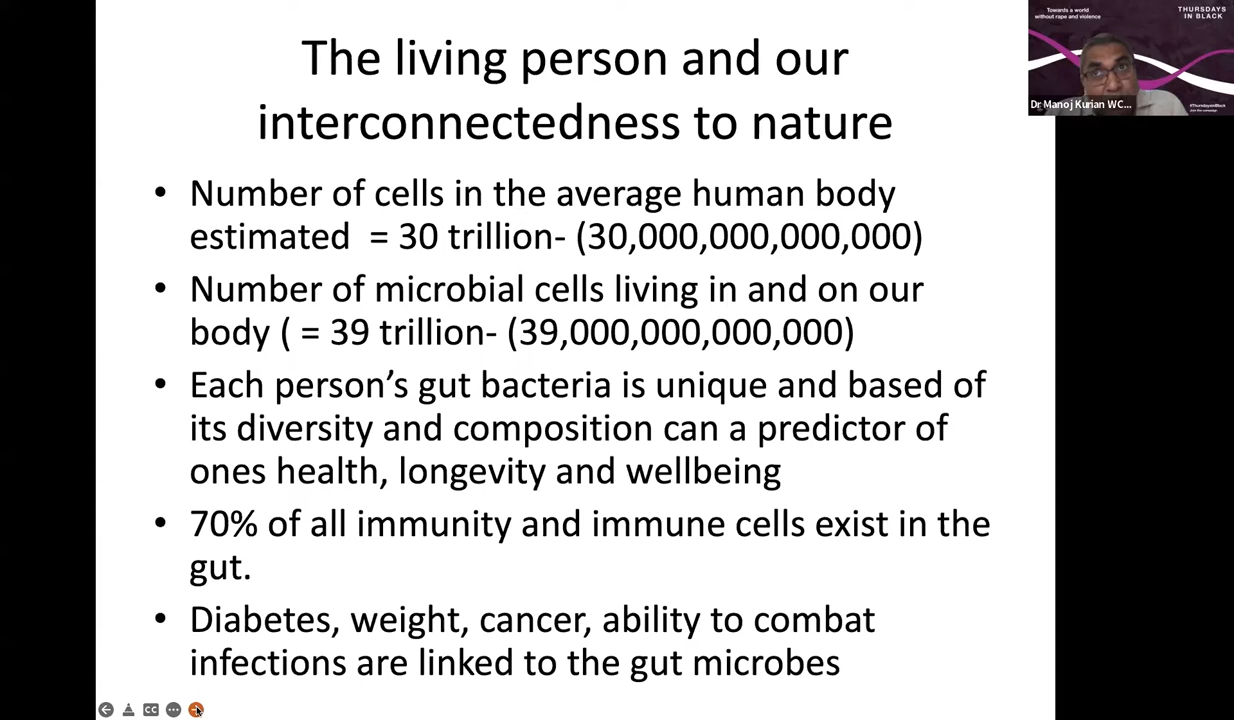 The living person and our
interconnectedness to nature
• Number of cells in the average human body
estimated = 30 trillion- (30,000,000,000,000)
• Number of microbial cells living in and on our
body ( = 39 trillion- (39,000,000,000,000)
• Each person’s gut bacteria is unique and based of
its diversity and composition can a predictor of
ones health, longevity and wellbeing
• 70% of all immunity and immune cells exist in the
gut.
• Diabetes, weight, cancer, ability to combat
infections are linked to the gut microbes
Towards a world
without rape and violence
THURSDAYS
IN BLACK
Dr Manoj Kurian WC...
#ThursdaysinBlack
Join the campaign
CC